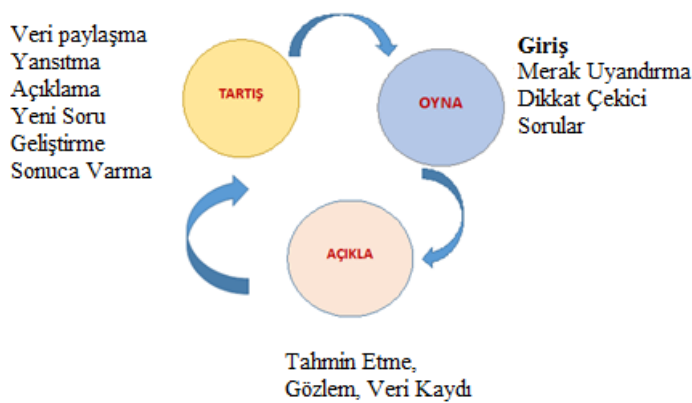 Veri paylaşma
Yansıtma
Açıklama
Yeni Soru
Geliştirme
Sonuca Varma
TARTIŞ
OYNA
Giriş
Merak Uyandırma
Dikkat Çekici
Sorular
AÇIKLA
Tahmin Etme,
Gözlem, Veri Kaydı